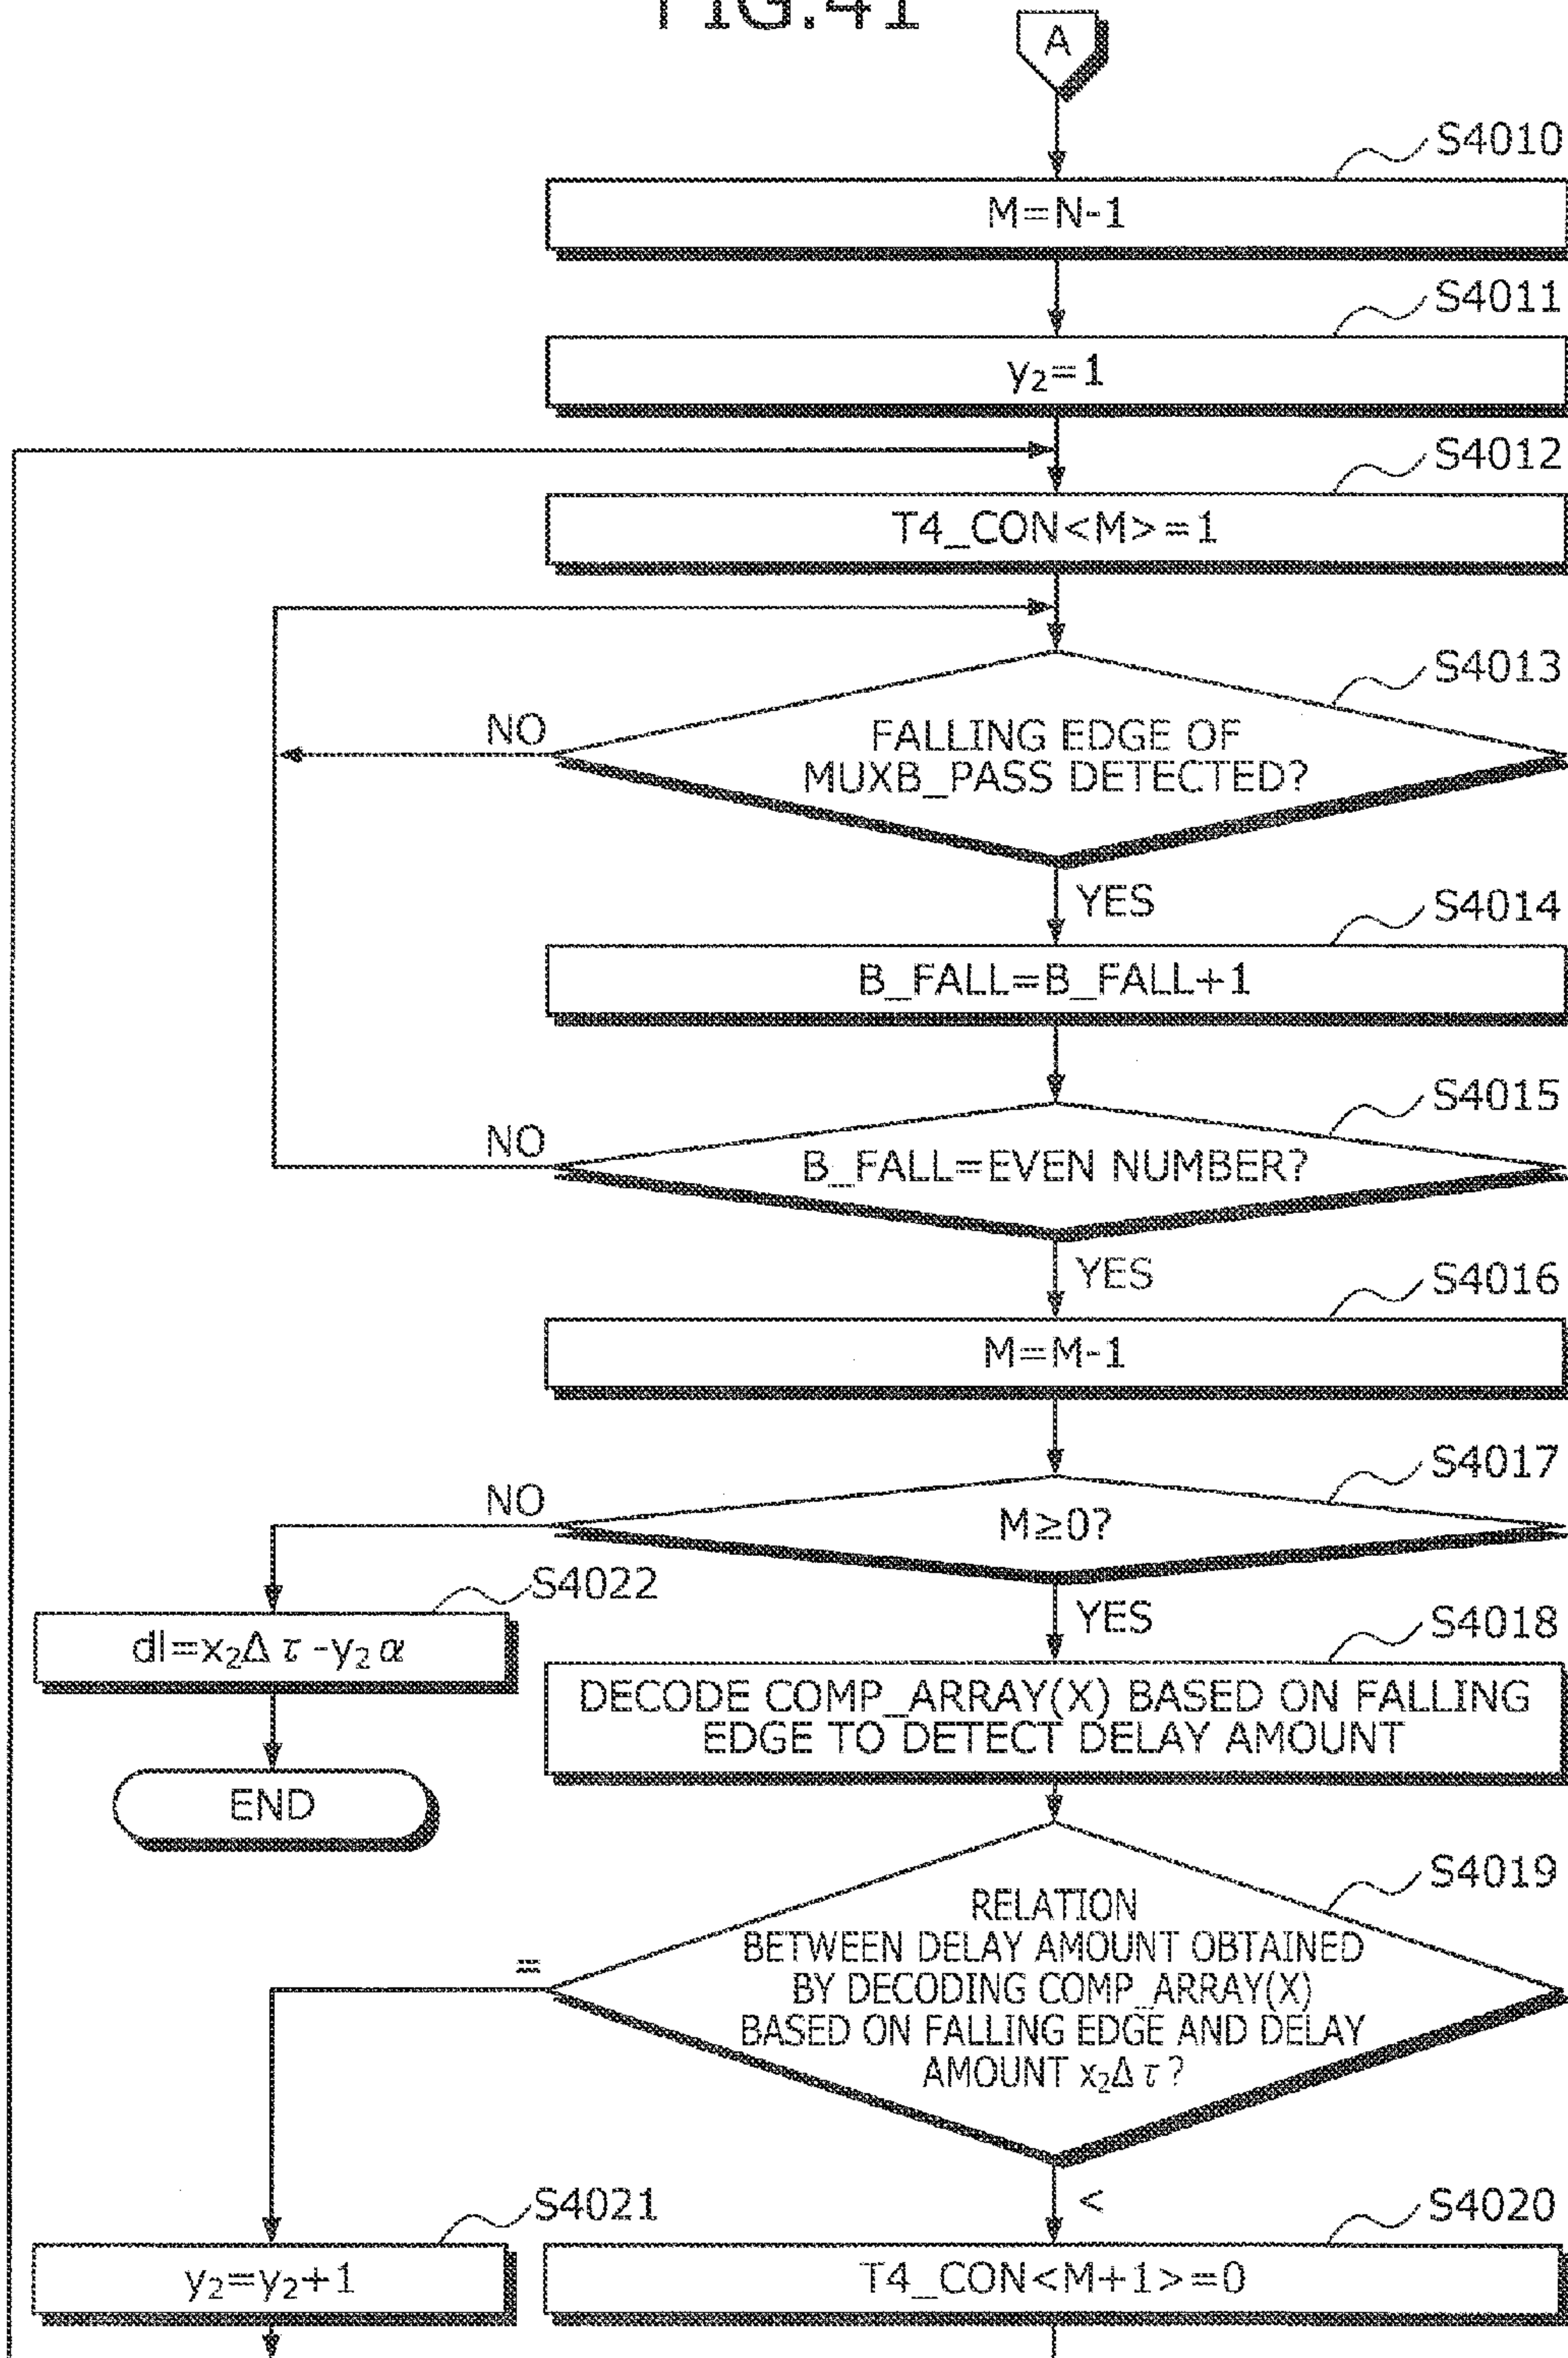 FIG.41
A
S4010
M=N-1
S4011
y₂=1
S4012
T4_CON<M>=1
S4013
NO
FALLING EDGE OF
MUXB_PASS DETECTED?
YES
S4014
B_FALL=B_FALL+1
S4015
NO
B_FALL=EVEN NUMBER?
YES
S4016
M=M-1
S4017
NO
M≥0?
S4022
YES
S4018
dl=x₂Δτ-y₂α
DECODE COMP_ARRAY(X) BASED ON FALLING
EDGE TO DETECT DELAY AMOUNT
END
S4019
RELATION
BETWEEN DELAY AMOUNT OBTAINED
BY DECODING COMP_ARRAY(X)
BASED ON FALLING EDGE AND DELAY
AMOUNT x₂Δτ?
=
<
S4021
S4020
y₂=y₂+1
T4_CON<M+1>=0